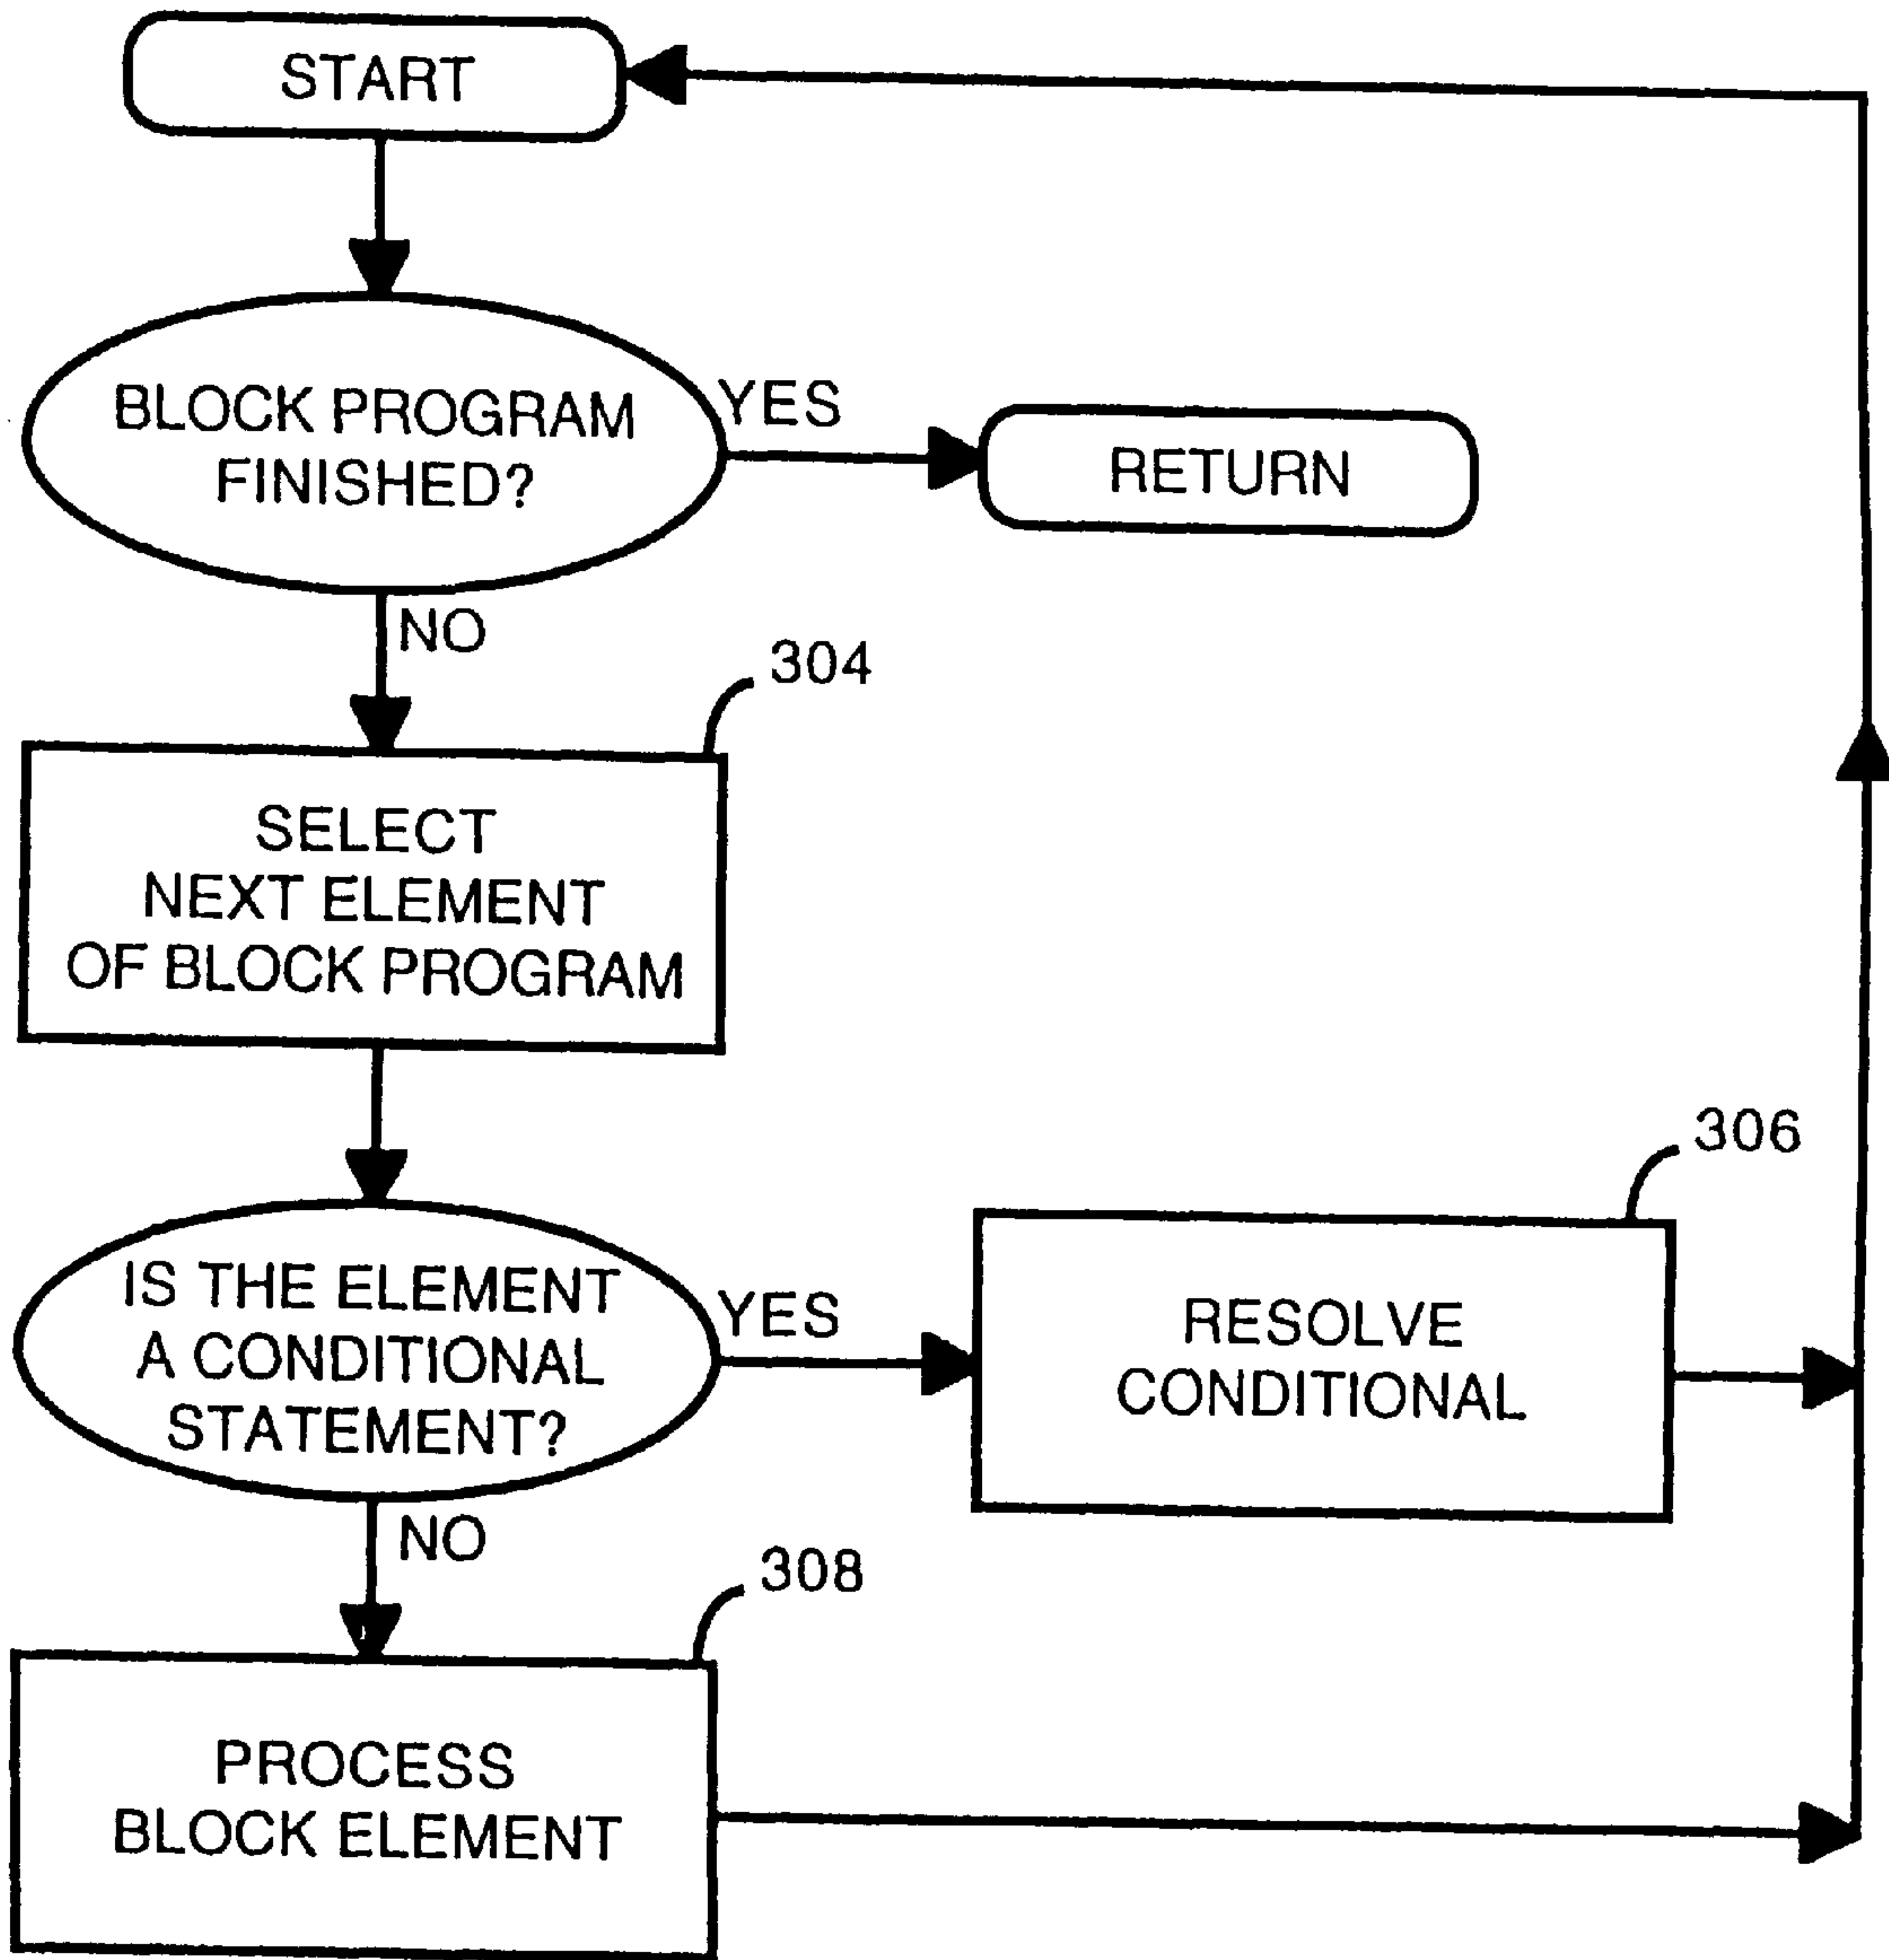 START
BLOCK PROGRAM
FINISHED?
YES
RETURN
NO
304
SELECT
NEXT ELEMENT
OF BLOCK PROGRAM
IS THE ELEMENT
A CONDITIONAL
STATEMENT?
YES
306
RESOLVE
CONDITIONAL
NO
308
PROCESS
BLOCK ELEMENT